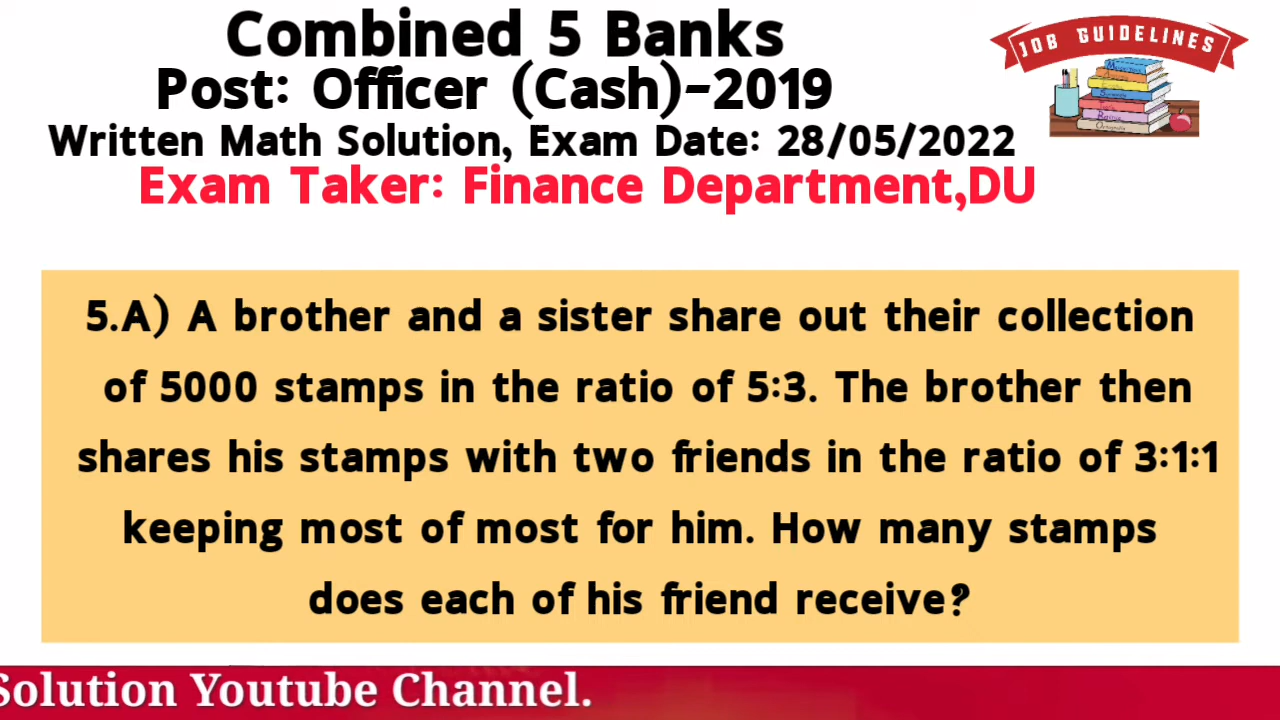 Combined 5 Banks
Post: Officer (Cash)-2019
Written Math Solution, Exam Date: 28/05/2022
Exam Taker: Finance Department,DU
JOB GUIDELINES
5.A) A brother and a sister share out their collection
of 5000 stamps in the ratio of 5:3. The brother then
shares his stamps with two friends in the ratio of 3:1:1
keeping most of most for him. How many stamps
does each of his friend receive?
Solution Youtube Channel.